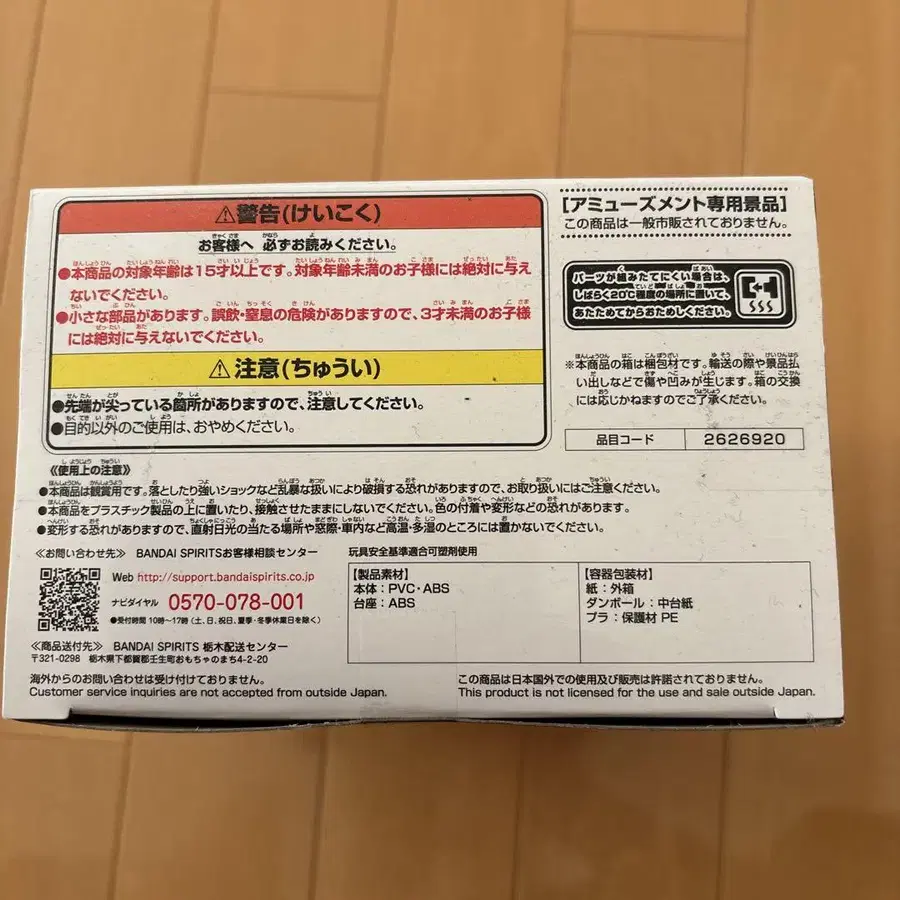 ⚠警告(けいこく)
お客様へ 必ずお読みください。
●本商品の対象年齢は15才以上です。対象年齢未満のお子様には絶対に与え
ないでください。
●小さな部品があります。誤飲・窒息の危険がありますので、3才未満のお子様
には絶対に与えないでください。
⚠注意(ちゅうい)
●先端が尖っている箇所がありますので、注意してください。
●目的以外のご使用は、おやめください。
[アミューズメント専用景品]
この商品は一般市販されておりません。
パーツが組みたてにくい場合は、
しばらく20℃程度の場所に置いて、
あたためてからおためしください。
※本商品の箱は梱包材です。輸送の際や景品払
い出しなどで傷や凹みが生じます。箱の交換
には応じかねますのでご了承ください。
品目コード 2626920
《使用上の注意》
●本商品は観賞用です。落としたり強いショックなど乱暴な扱いにより破損する恐れがありますので、お取り扱いにはご注意ください。
●本商品をプラスチック製品の上に置いたり、接触させたままにしないでください。色の付着や変形などの恐れがあります。
●変形する恐れがありますので、直射日光の当たる場所や窓際・車内など高温・多湿のところには置かないでください。
≪お問い合わせ先≫ BANDAI SPIRITSお客様相談センター
Web http://support.bandaispirits.co.jp
ナビダイヤル 0570-078-001
●受付時間 10時～17時 (土、日、祝日、夏季・冬季休業日を除く)
≪商品送付先≫ BANDAI SPIRITS 栃木配送センター
〒321-0298 栃木県下都賀郡壬生町おもちゃのまち4-2-20
玩具安全基準適合可塑剤使用
【製品素材】
本体：PVC・ABS
台座：ABS
【容器包装材】
紙：外箱
ダンボール：中台紙
プラ：保護材 PE
海外からのお問い合わせは受け付けておりません。
Customer service inquiries are not accepted from outside Japan.
この商品は日本国外での使用及び販売は許諾されておりません。
This product is not licensed for the use and sale outside Japan.